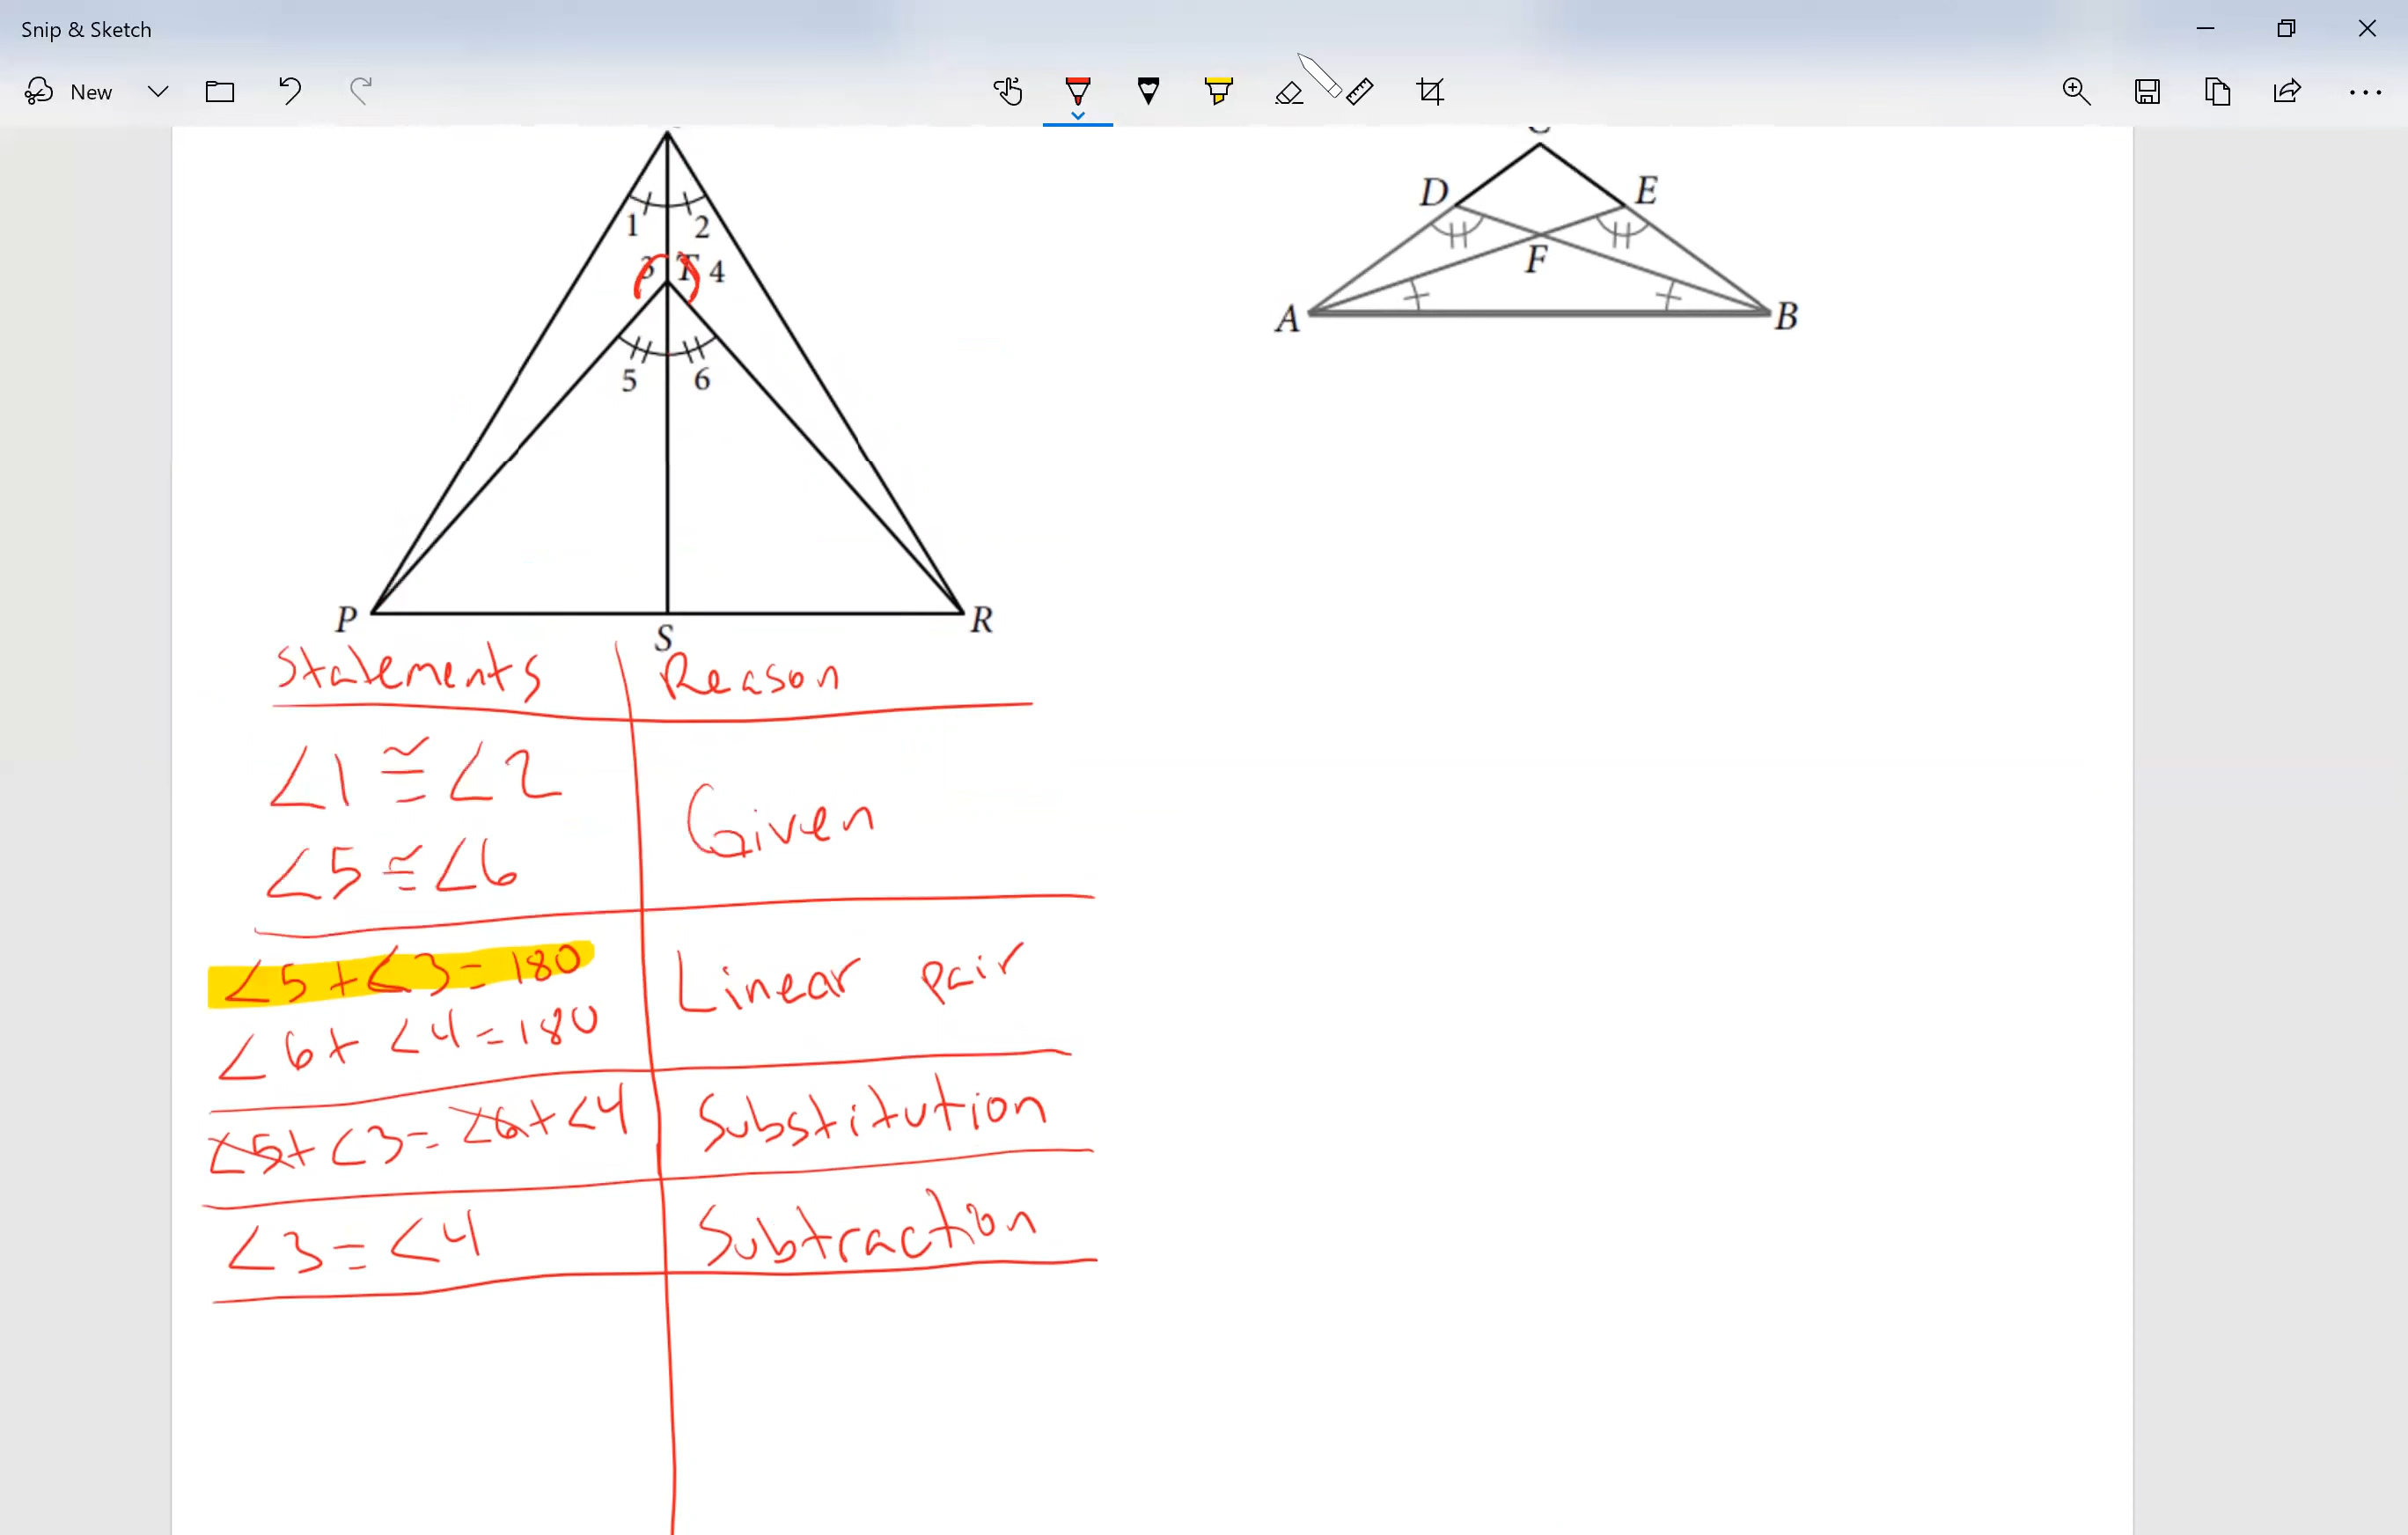 Snip & Sketch
New
1 2
3 T 4
5 6
P S R
C
D E
F
A B
Statements Reason
∠1 ≅ ∠2
Given
∠5 ≅ ∠6
∠5 + ∠3 = 180
Linear pair
∠6 + ∠4 = 180
∠5 + ∠3 = ∠6 + ∠4 Substitution
∠3 = ∠4 Subtraction